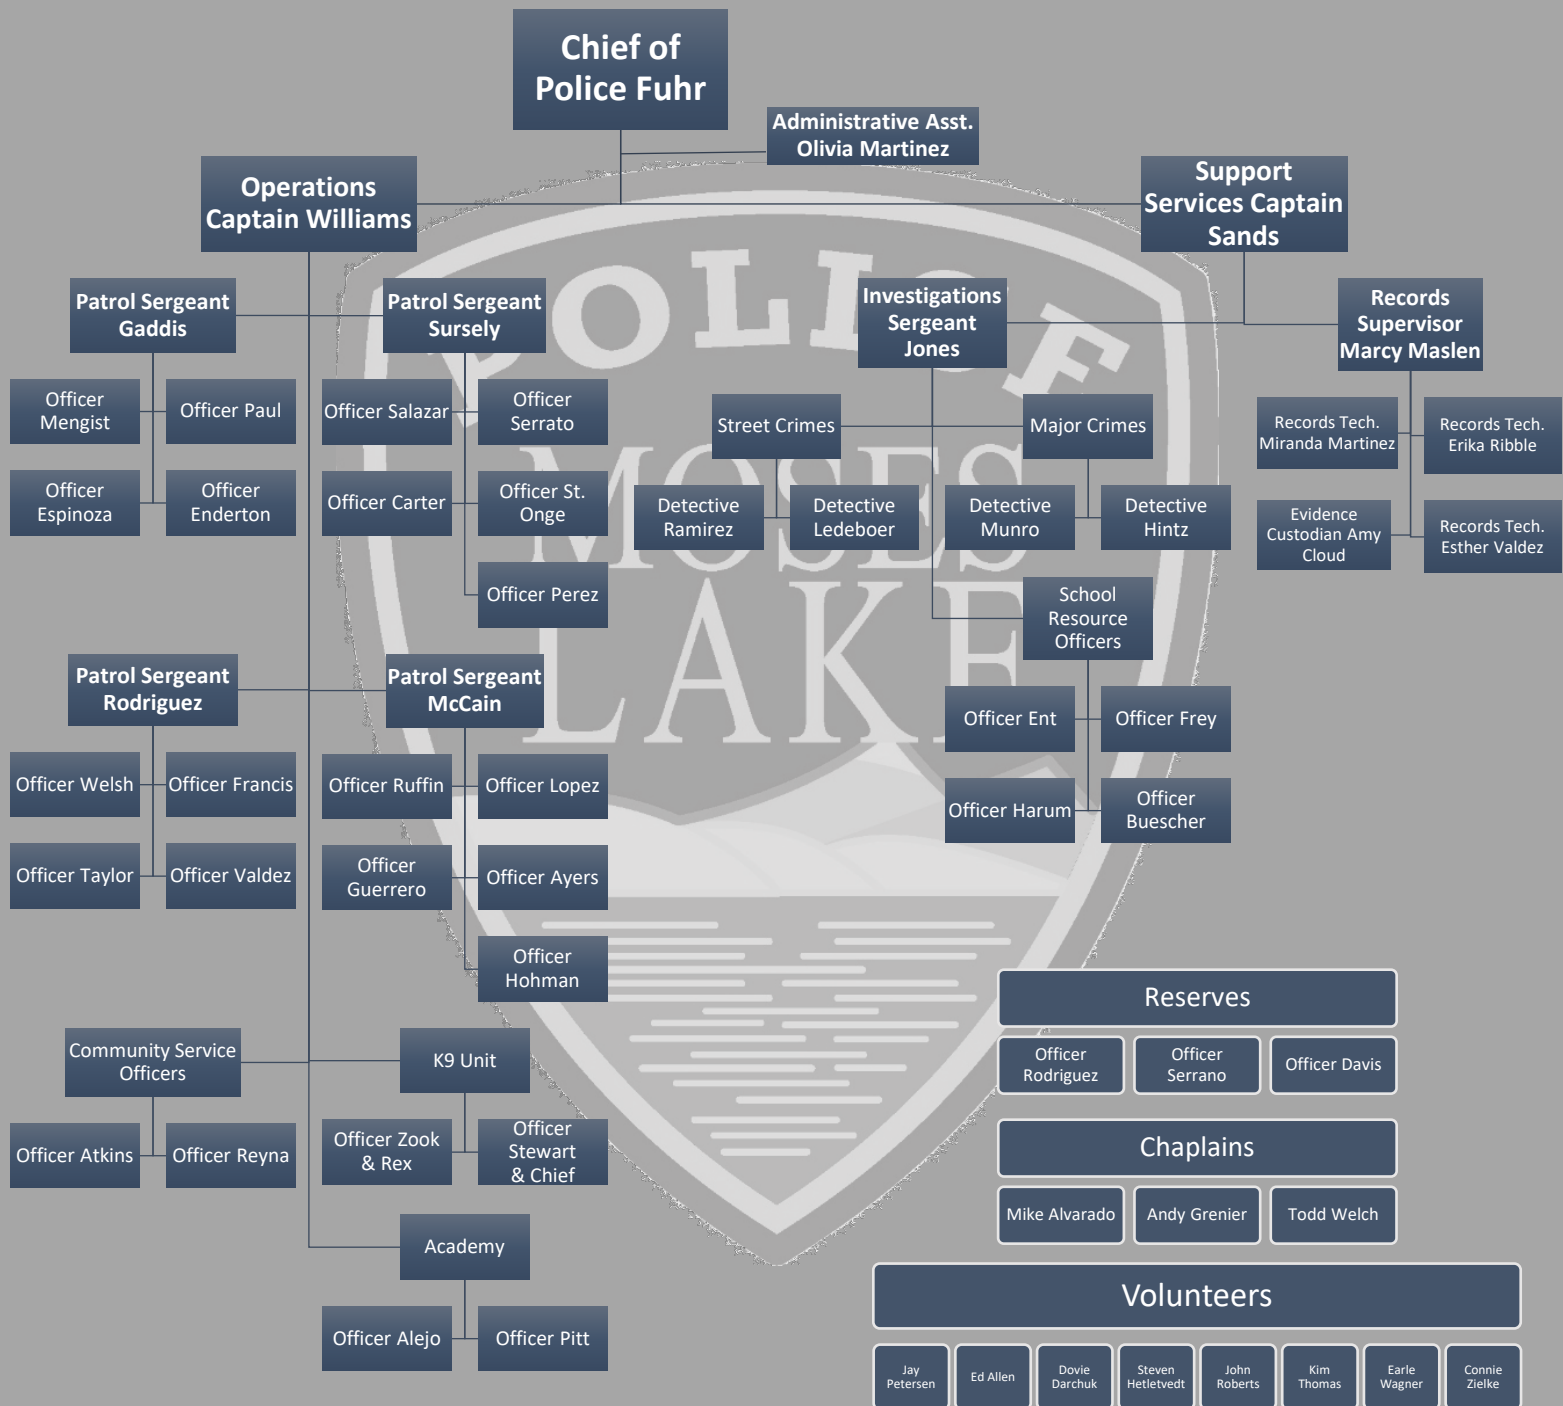 Chief of
Police Fuhr
Administrative Asst.
Olivia Martinez
Operations
Captain Williams
Support
Services Captain
Sands
Patrol Sergeant
Gaddis
Officer
Mengist
Officer Paul
Officer
Espinoza
Officer
Enderton
Patrol Sergeant
Sursely
Officer Salazar
Officer
Serrato
Officer Carter
Officer St.
Onge
Officer Perez
Investigations
Sergeant
Jones
Street Crimes
Major Crimes
Detective
Ramirez
Detective
Ledeboer
Detective
Munro
Detective
Hintz
School
Resource
Officers
Officer Ent
Officer Frey
Officer Harum
Officer
Buescher
Records
Supervisor
Marcy Maslen
Records Tech.
Miranda Martinez
Records Tech.
Erika Ribble
Evidence
Custodian Amy
Cloud
Records Tech.
Esther Valdez
Patrol Sergeant
Rodriguez
Officer Welsh
Officer Francis
Officer Taylor
Officer Valdez
Patrol Sergeant
McCain
Officer Ruffin
Officer Lopez
Officer
Guerrero
Officer Ayers
Officer
Hohman
Community Service
Officers
Officer Atkins
Officer Reyna
K9 Unit
Officer Zook
& Rex
Officer
Stewart
& Chief
Academy
Officer Alejo
Officer Pitt
Reserves
Officer
Rodriguez
Officer
Serrano
Officer Davis
Chaplains
Mike Alvarado
Andy Grenier
Todd Welch
Volunteers
Jay
Petersen
Ed Allen
Dovie
Darchuk
Steven
Hetletvedt
John
Roberts
Kim
Thomas
Earle
Wagner
Connie
Zielke
MOSES
LAKE